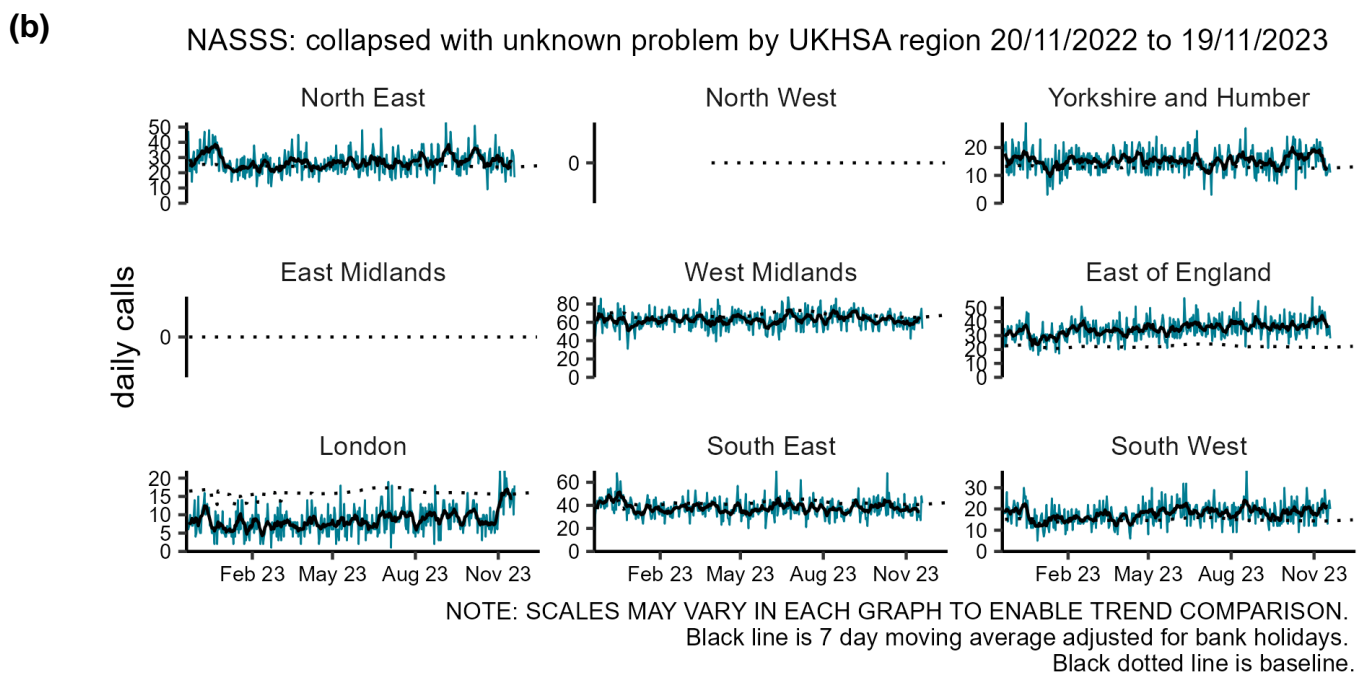 (b)
NASSS: collapsed with unknown problem by UKHSA region 20/11/2022 to 19/11/2023
North East
North West
Yorkshire and Humber
50
40
30
20
10
0
0
20
10
0
daily calls
East Midlands
West Midlands
East of England
0
80
60
40
20
0
50
40
30
20
10
0
London
South East
South West
20
15
10
5
0
60
40
20
0
30
20
10
0
Feb 23 May 23 Aug 23 Nov 23
Feb 23 May 23 Aug 23 Nov 23
Feb 23 May 23 Aug 23 Nov 23
NOTE: SCALES MAY VARY IN EACH GRAPH TO ENABLE TREND COMPARISON.
Black line is 7 day moving average adjusted for bank holidays.
Black dotted line is baseline.